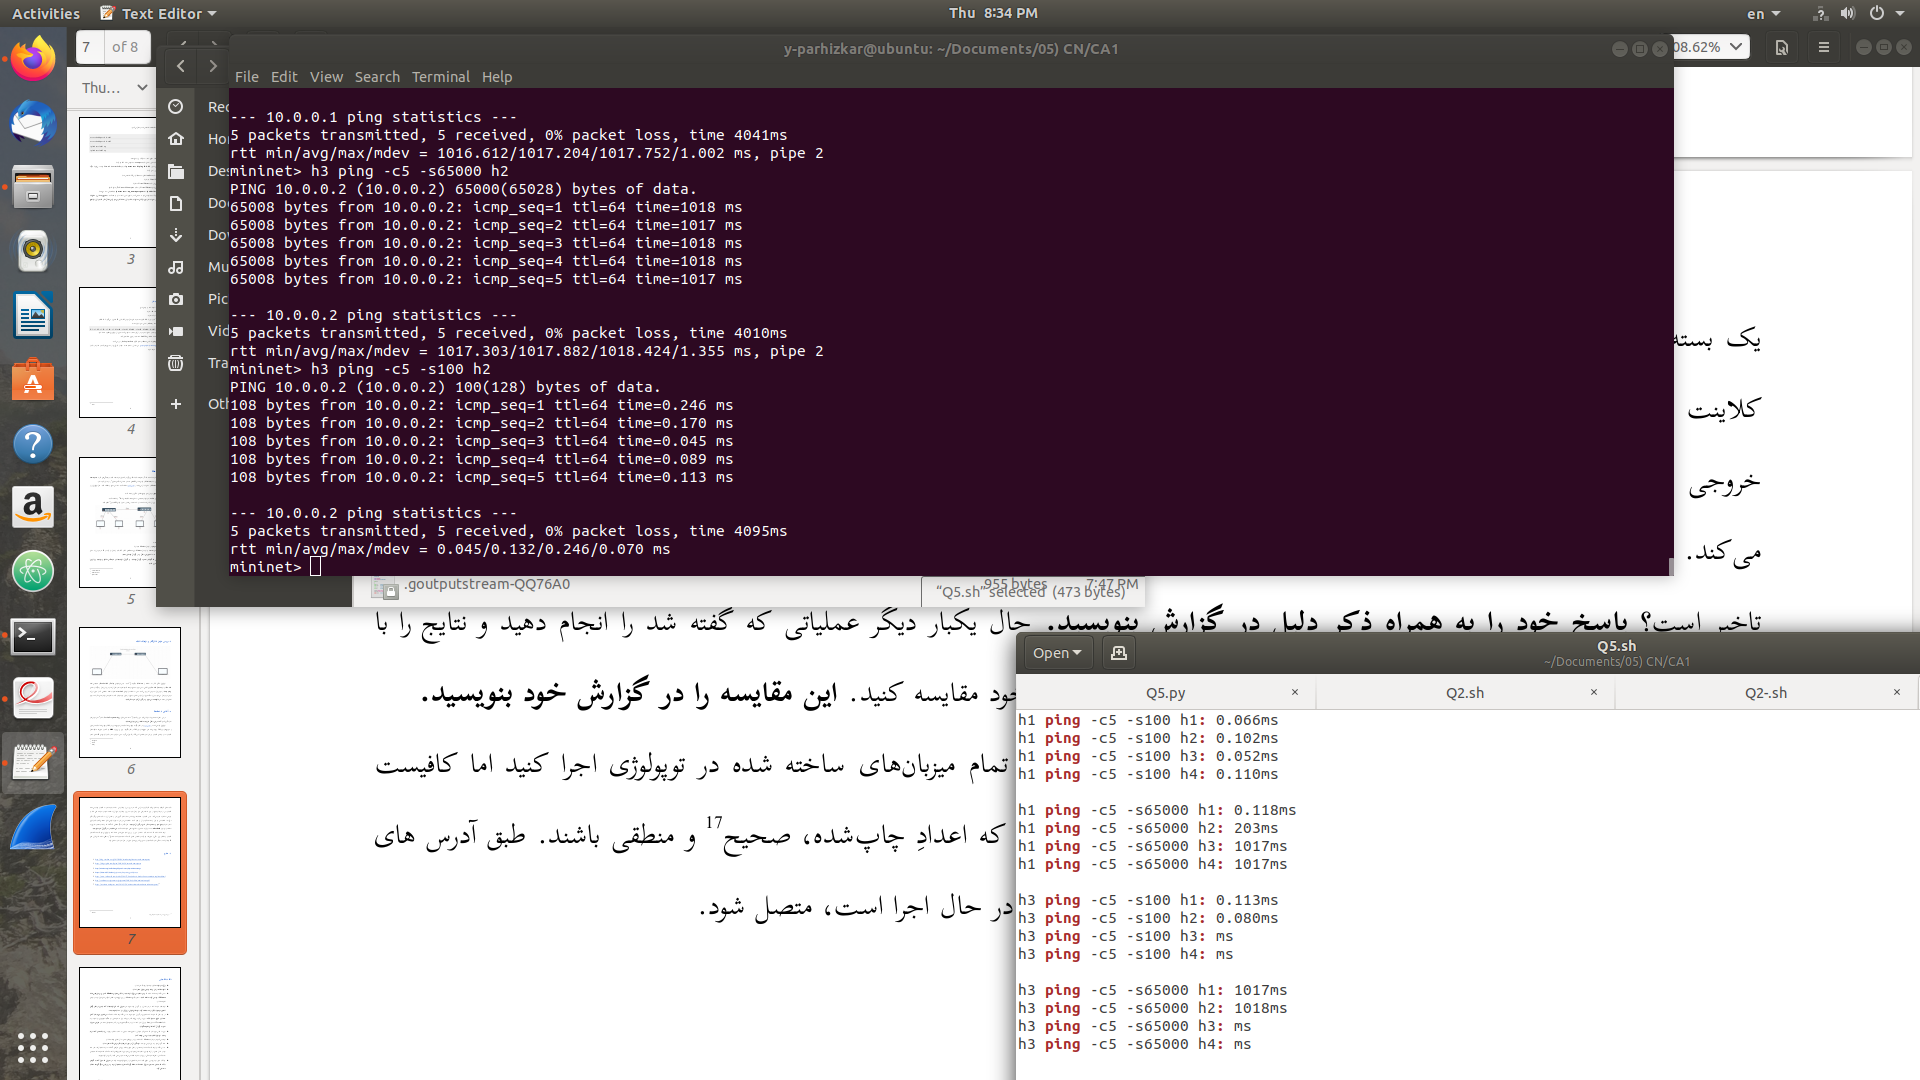 Activities
Text Editor
Thu 8:34 PM
en
7 of 8
Thu...
3
4
5
6
7
y-parhizkar@ubuntu: ~/Documents/05) CN/CA1
File Edit View Search Terminal Help
--- 10.0.0.1 ping statistics ---
5 packets transmitted, 5 received, 0% packet loss, time 4041ms
rtt min/avg/max/mdev = 1016.612/1017.204/1017.752/1.002 ms, pipe 2
mininet> h3 ping -c5 -s65000 h2
PING 10.0.0.2 (10.0.0.2) 65000(65028) bytes of data.
65008 bytes from 10.0.0.2: icmp_seq=1 ttl=64 time=1018 ms
65008 bytes from 10.0.0.2: icmp_seq=2 ttl=64 time=1017 ms
65008 bytes from 10.0.0.2: icmp_seq=3 ttl=64 time=1018 ms
65008 bytes from 10.0.0.2: icmp_seq=4 ttl=64 time=1018 ms
65008 bytes from 10.0.0.2: icmp_seq=5 ttl=64 time=1017 ms
--- 10.0.0.2 ping statistics ---
5 packets transmitted, 5 received, 0% packet loss, time 4010ms
rtt min/avg/max/mdev = 1017.303/1017.882/1018.424/1.355 ms, pipe 2
mininet> h3 ping -c5 -s100 h2
PING 10.0.0.2 (10.0.0.2) 100(128) bytes of data.
108 bytes from 10.0.0.2: icmp_seq=1 ttl=64 time=0.246 ms
108 bytes from 10.0.0.2: icmp_seq=2 ttl=64 time=0.170 ms
108 bytes from 10.0.0.2: icmp_seq=3 ttl=64 time=0.045 ms
108 bytes from 10.0.0.2: icmp_seq=4 ttl=64 time=0.089 ms
108 bytes from 10.0.0.2: icmp_seq=5 ttl=64 time=0.113 ms
--- 10.0.0.2 ping statistics ---
5 packets transmitted, 5 received, 0% packet loss, time 4095ms
rtt min/avg/max/mdev = 0.045/0.132/0.246/0.070 ms
mininet>
08.62%
Rec
Ho
Des
Do
Do
Mu
Pic
Vid
Tra
Oth
.goutputstream-QQ76A0
955 bytes
7:47 PM
"Q5.sh" selected (473 bytes)
یک بسته
کلاینت
خروجی
می‌کند.
تاخیر است؟ پاسخ خود را به همراه ذکر دلیل در گزارش بنویسید. حال یکبار دیگر عملیاتی که گفته شد را انجام دهید و نتایج را با
خود مقایسه کنید. این مقایسه را در گزارش خود بنویسید.
تمام میزبان‌های ساخته شده در توپولوژی اجرا کنید اما کافیست
که اعدادِ چاپ‌شده، صحیح17 و منطقی باشند. طبق آدرس های
در حال اجرا است، متصل شود.
Open
Q5.sh
~/Documents/05) CN/CA1
Q5.py
Q2.sh
Q2-.sh
h1 ping -c5 -s100 h1: 0.066ms
h1 ping -c5 -s100 h2: 0.102ms
h1 ping -c5 -s100 h3: 0.052ms
h1 ping -c5 -s100 h4: 0.110ms
h1 ping -c5 -s65000 h1: 0.118ms
h1 ping -c5 -s65000 h2: 203ms
h1 ping -c5 -s65000 h3: 1017ms
h1 ping -c5 -s65000 h4: 1017ms
h3 ping -c5 -s100 h1: 0.113ms
h3 ping -c5 -s100 h2: 0.080ms
h3 ping -c5 -s100 h3: ms
h3 ping -c5 -s100 h4: ms
h3 ping -c5 -s65000 h1: 1017ms
h3 ping -c5 -s65000 h2: 1018ms
h3 ping -c5 -s65000 h3: ms
h3 ping -c5 -s65000 h4: ms